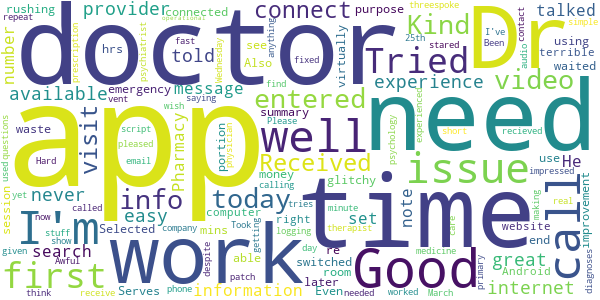 rushing provider connected
repeat hrs told
number
connect
purpose
virtually
Dr
talked threespoke
operational
using terrible waited
I've Been
simple
contact
25th
stared
audio
doctor
Tried
Kind
need
Prescription
psychiatrist
Wednesday
fast
see
Also
anything
fixed
find
Please
available message
emergency
vent
wish saying
entered
experience video
app
waste
visit
Hard
script
pleased
email
Pharmacy
portion
physician
summary
well
Received
issue
psychology
experienced
short
real
impressed
used
questions
session
yet
never info
I'm
easy
today
money
calling
tries
minute
therapist
time
glitchy
logging
note
He
use
website
recieved
call
improvement
making
diagnoses
now
called
stuff
show
Awful
Selected
computer
company
mins
Took
able
right
getting
set
re
day
despite
switched
later
room
Even
needed
Good
great
end
Android
internet
care
primary
first
search
given
think
receive
Serves
phone
work
information
patch
worked
March
medicine